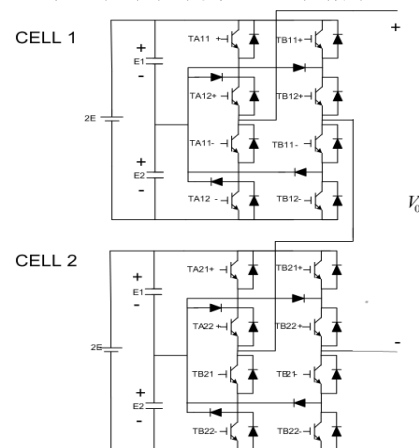 CELL 1
+
+
TA11 +
TB11+
E1
-
TA12+
TB12+
2E
+
TA11-
TB11-
E2
-
TA12 -
TB12-
V0
-
CELL 2
+
TA21+
TB21+
E1
-
TA22+
TB22+
2E
+
TB21
TB21-
E2
-
TB22-
TB22-